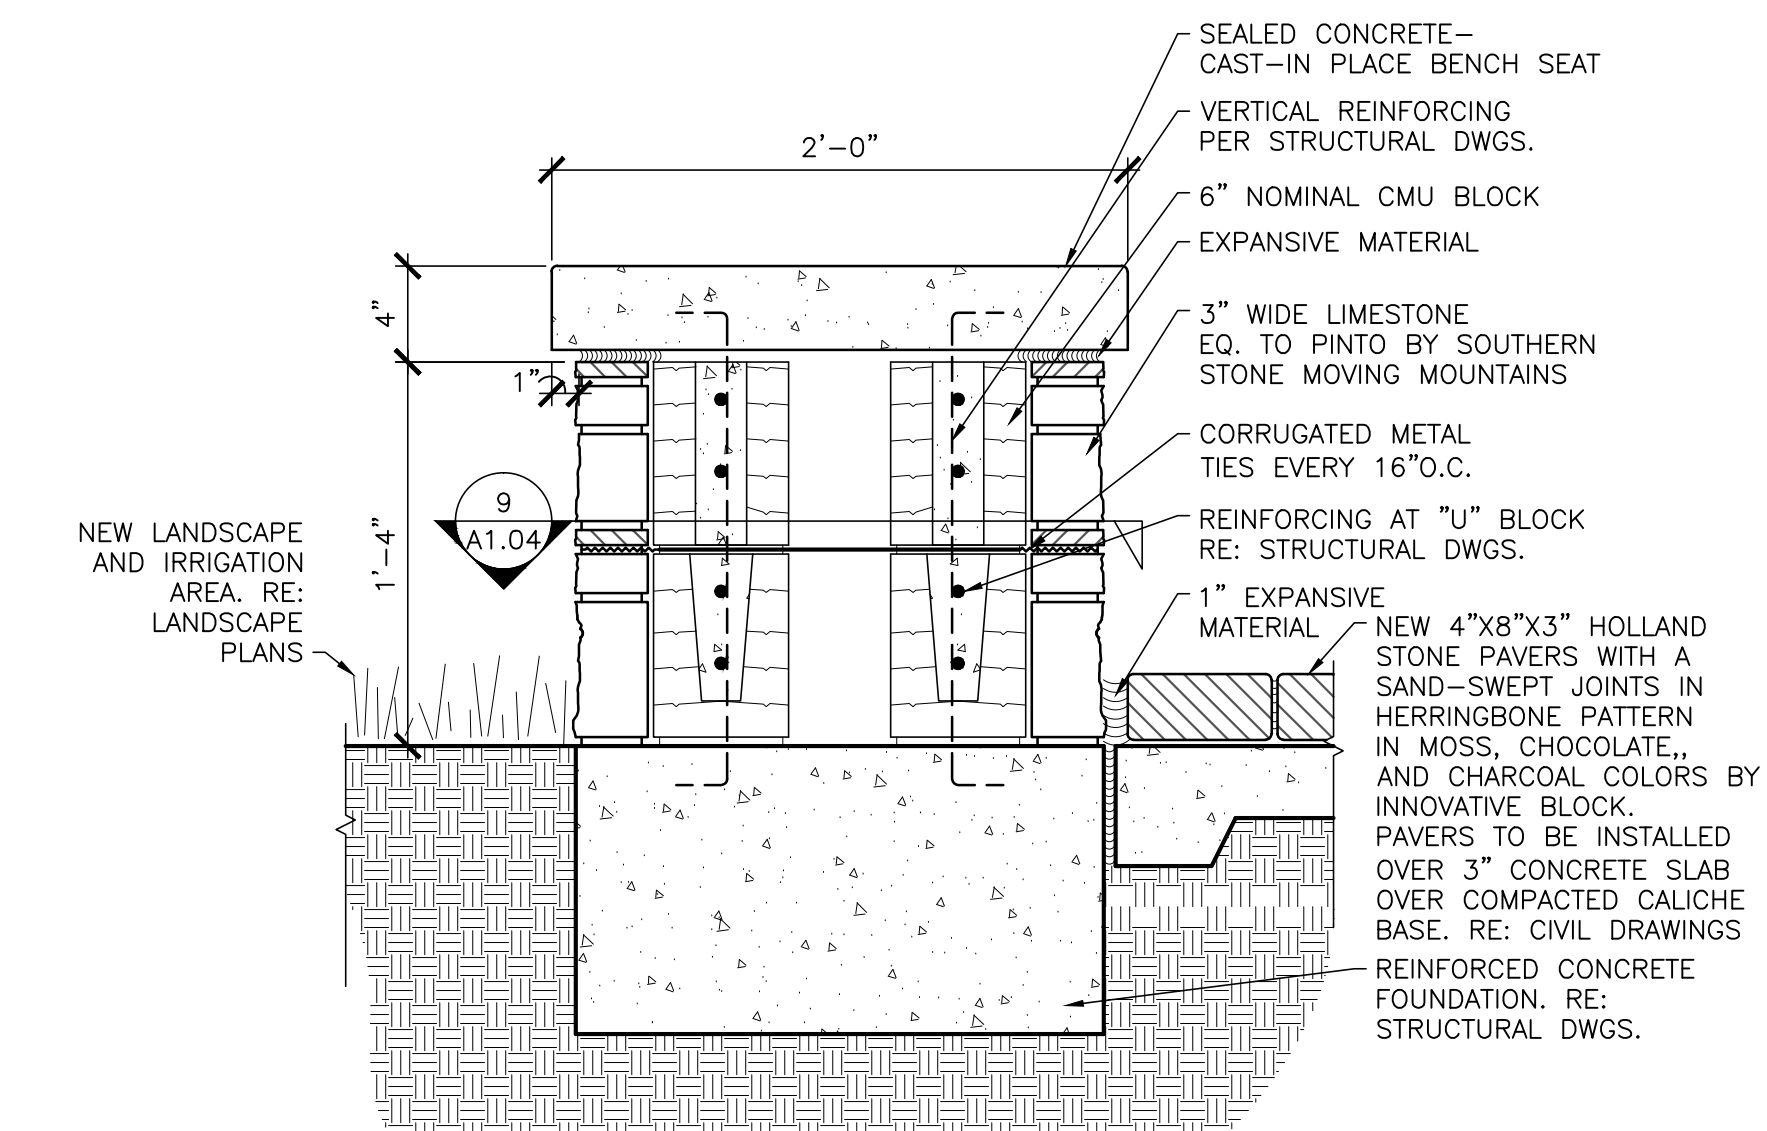 SEALED CONCRETE–
CAST–IN PLACE BENCH SEAT
VERTICAL REINFORCING
PER STRUCTURAL DWGS.
2'–0"
6" NOMINAL CMU BLOCK
EXPANSIVE MATERIAL
4"
3" WIDE LIMESTONE
EQ. TO PINTO BY SOUTHERN
STONE MOVING MOUNTAINS
1"
CORRUGATED METAL
TIES EVERY 16"O.C.
9
A1.04
1'–4"
REINFORCING AT "U" BLOCK
RE: STRUCTURAL DWGS.
NEW LANDSCAPE
AND IRRIGATION
AREA. RE:
LANDSCAPE
PLANS
1" EXPANSIVE
MATERIAL
NEW 4"X8"X3" HOLLAND
STONE PAVERS WITH A
SAND–SWEPT JOINTS IN
HERRINGBONE PATTERN
IN MOSS, CHOCOLATE,,
AND CHARCOAL COLORS BY
INNOVATIVE BLOCK.
PAVERS TO BE INSTALLED
OVER 3" CONCRETE SLAB
OVER COMPACTED CALICHE
BASE. RE: CIVIL DRAWINGS
REINFORCED CONCRETE
FOUNDATION. RE:
STRUCTURAL DWGS.